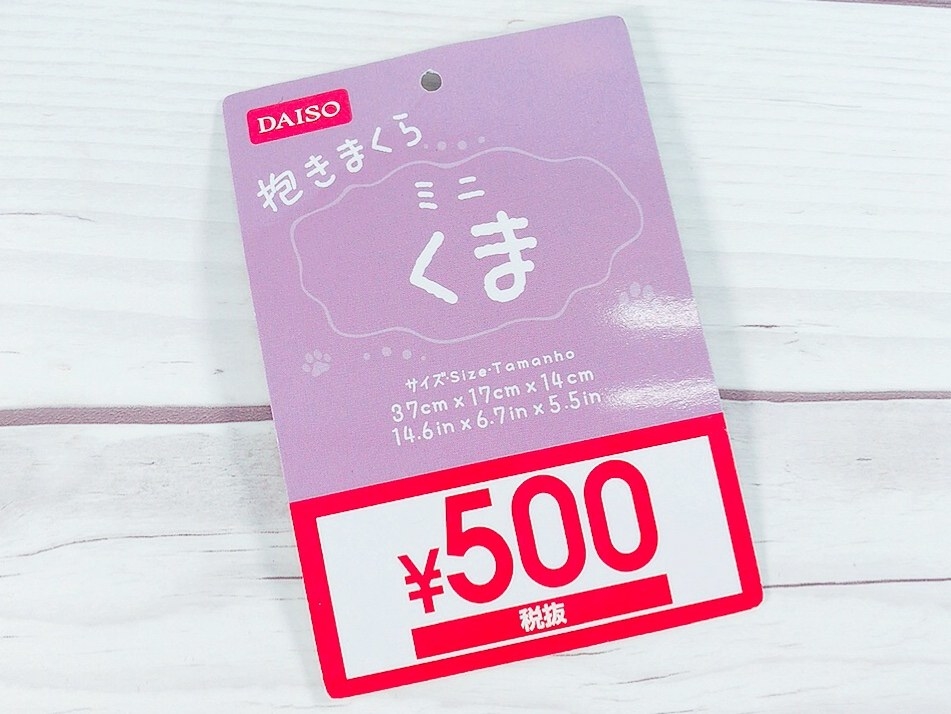 DAISO
抱きまくら
ミニ
くま
サイズ・Size・Tamanho
37cm x 17cm x 14cm
14.6in x 6.7in x 5.5in
¥500
税抜